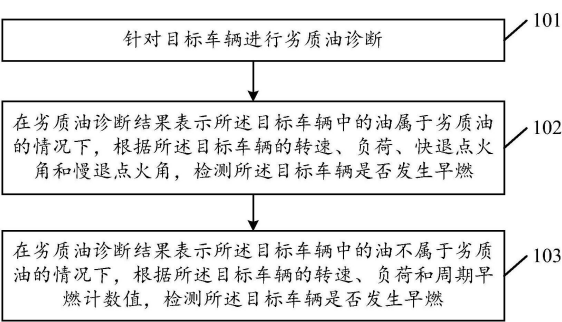 针对目标车辆进行劣质油诊断
101
在劣质油诊断结果表示所述目标车辆中的油属于劣质油
的情况下，根据所述目标车辆的转速、负荷、快退点火
角和慢退点火角，检测所述目标车辆是否发生早燃
102
在劣质油诊断结果表示所述目标车辆中的油不属于劣质
油的情况下，根据所述目标车辆的转速、负荷和周期早
燃计数值，检测所述目标车辆是否发生早燃
103